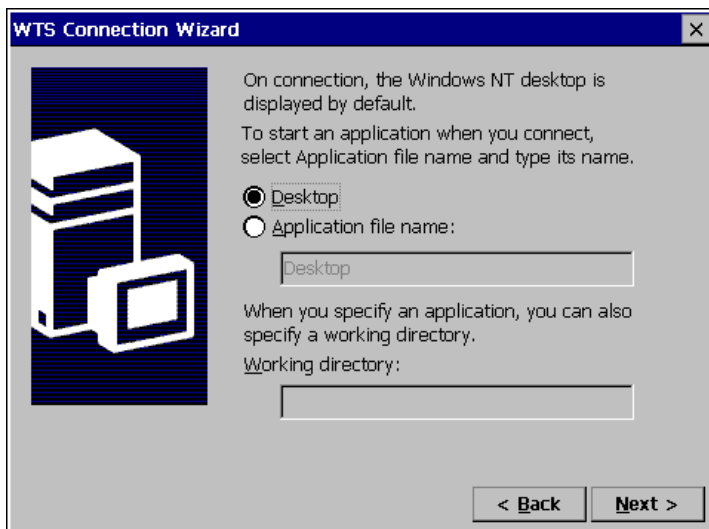 WTS Connection Wizard
On connection, the Windows NT desktop is
displayed by default.
To start an application when you connect,
select Application file name and type its name.
Desktop
Application file name:
Desktop
When you specify an application, you can also
specify a working directory.
Working directory:
< Back
Next >